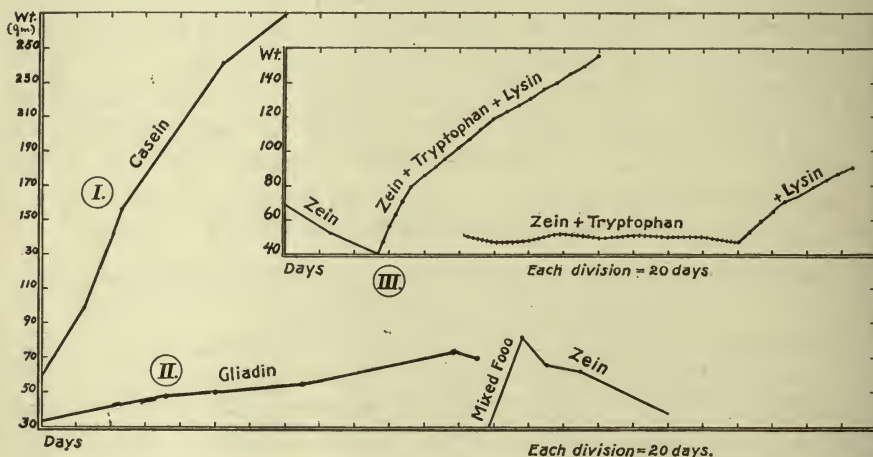 Wt.
(gm)
250
230
210
190
170
150
30
110
90
70
50
30
Days
Each division = 20 days.
I.
Casein
II.
Gliadin
Mixed Food
Zein
Wt.
140
120
100
80
60
40
Days
Each division = 20 days.
III.
Zein
Zein + Tryptophan + Lysin
Zein + Tryptophan
+ Lysin